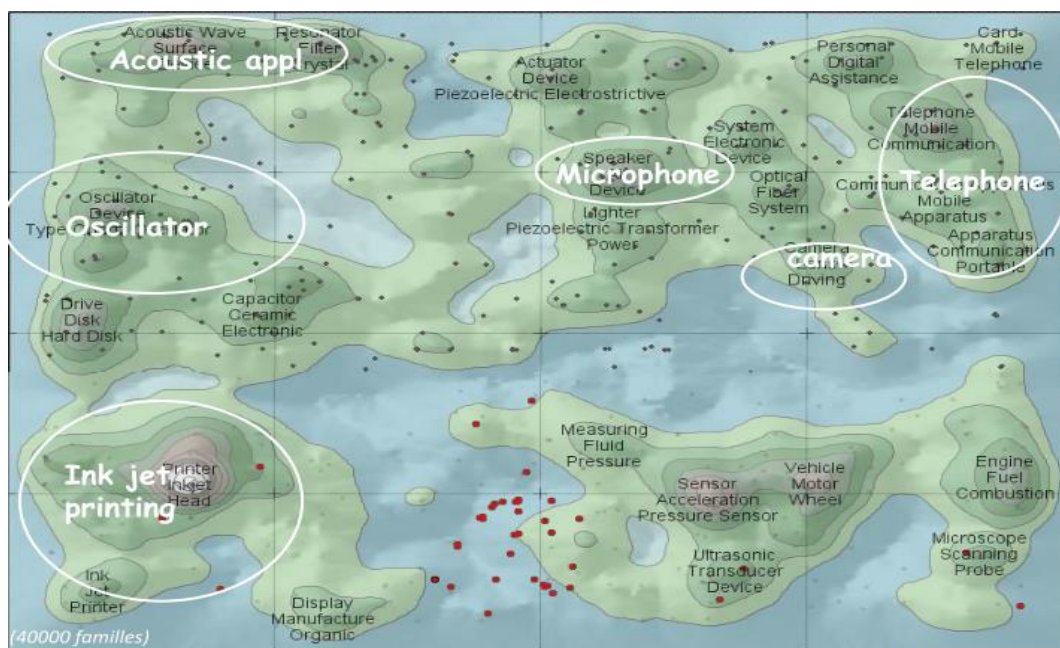 Acoustic Wave
Surface
Acoustic appl
Resonator
Filter
Crystal
Actuator
Device
Piezoelectric Electrostrictive
Personal
Digital
Assistance
Card
Mobile
Telephone
Telephone
Mobile
Communication
System
Electronic
Device
Speaker
Microphone
Device
Optical
Fiber
System
Telephone
Mobile
Apparatus
Apparatus
Communication
Portable
Oscillator
Device
Type
Oscillator
Lighter
Piezoelectric Transformer
Power
Camera
camera
Driving
Drive
Disk
Hard Disk
Capacitor
Ceramic
Electronic
Printer
Inkjet
Head
Ink jet
printing
Measuring
Fluid
Pressure
Sensor
Acceleration
Pressure Sensor
Vehicle
Motor
Wheel
Engine
Fuel
Combustion
Ink
Jet
Printer
Display
Manufacture
Organic
Ultrasonic
Transducer
Device
Microscope
Scanning
Probe
(40000 familles)